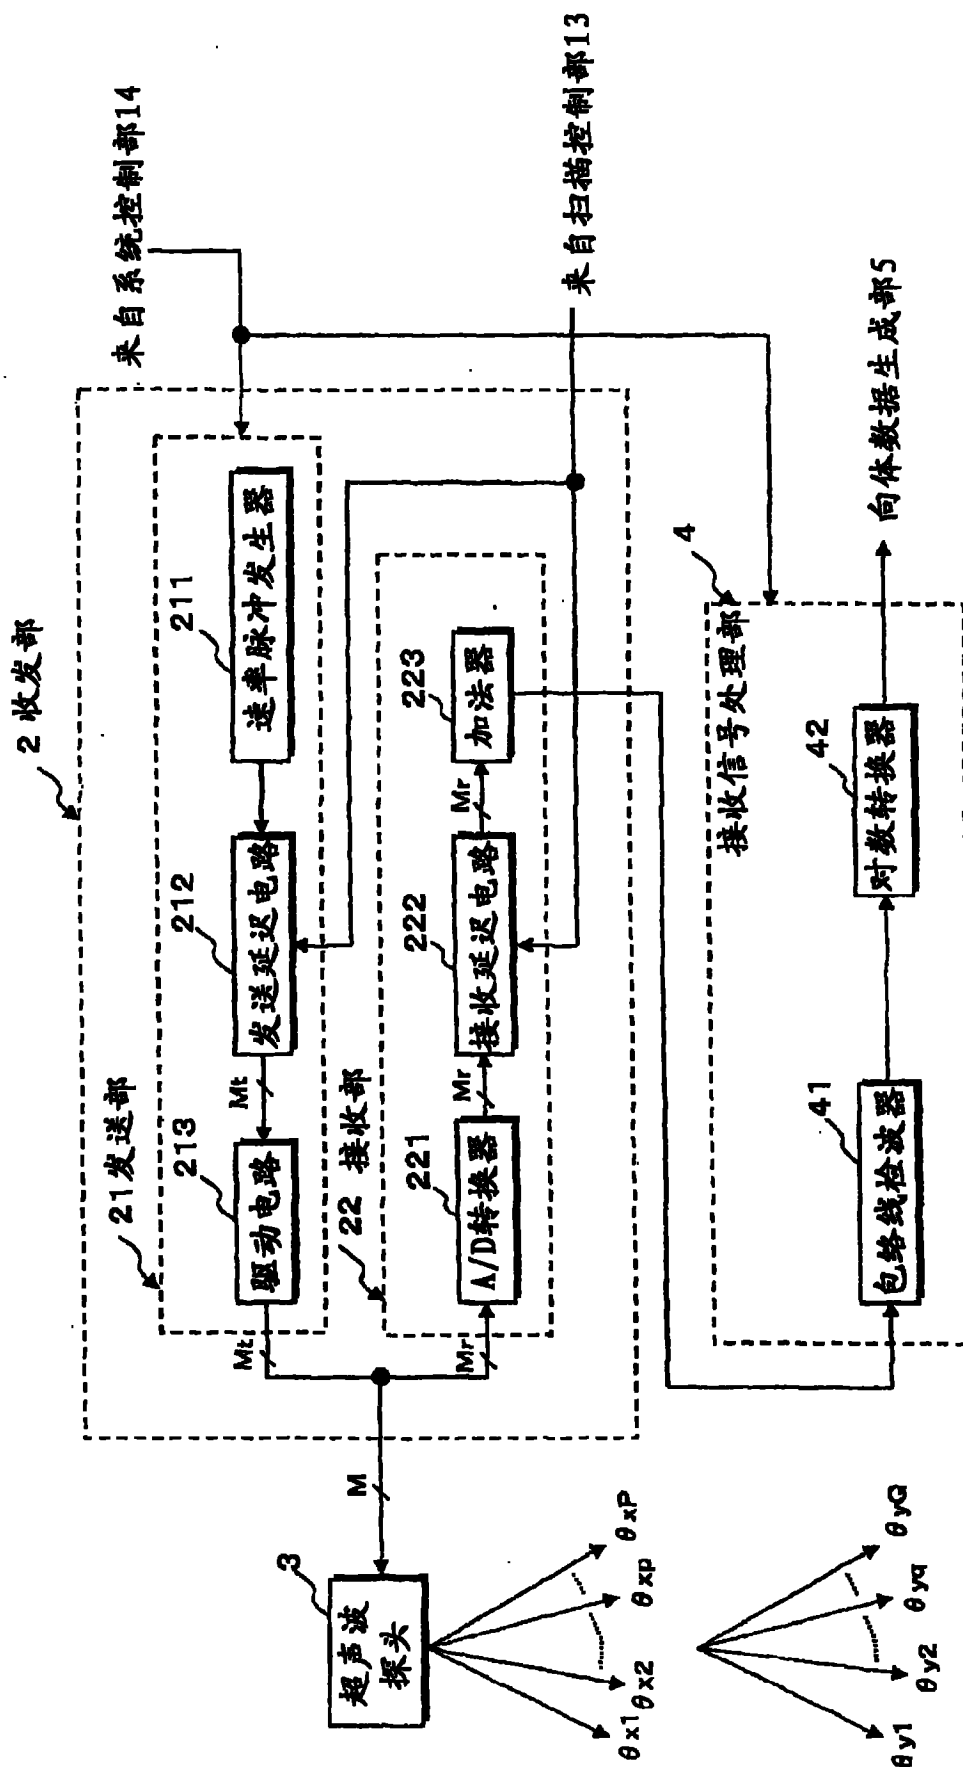 2 收发部
21 发送部
211
速率脉冲发生器
212
发送延迟电路
Mt
213
驱动电路
Mt
22 接收部
221
A/D转换器
Mr
222
接收延迟电路
Mr
223
加法器
Mr
来自系统控制部14
来自扫描控制部13
M
3
超声波
探头
θx1
θx2
θxp
θxP
θy1
θy2
θyq
θyQ
4
接收信号处理部
41
包络线检波器
42
对数转换器
向体数据生成部5